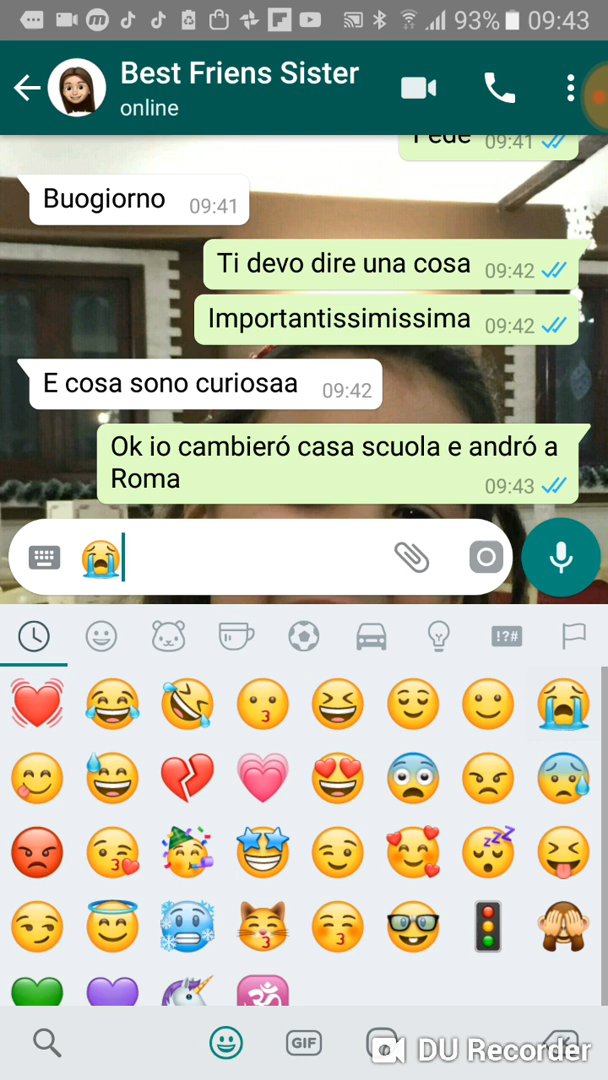 93% 09:43
Best Friens Sister
online
Fede 09:41
Buogiorno 09:41
Ti devo dire una cosa 09:42
Importantissimissima 09:42
E cosa sono curiosaa 09:42
Ok io cambieró casa scuola e andró a
Roma 09:43
!?#
GIF
DU Recorder